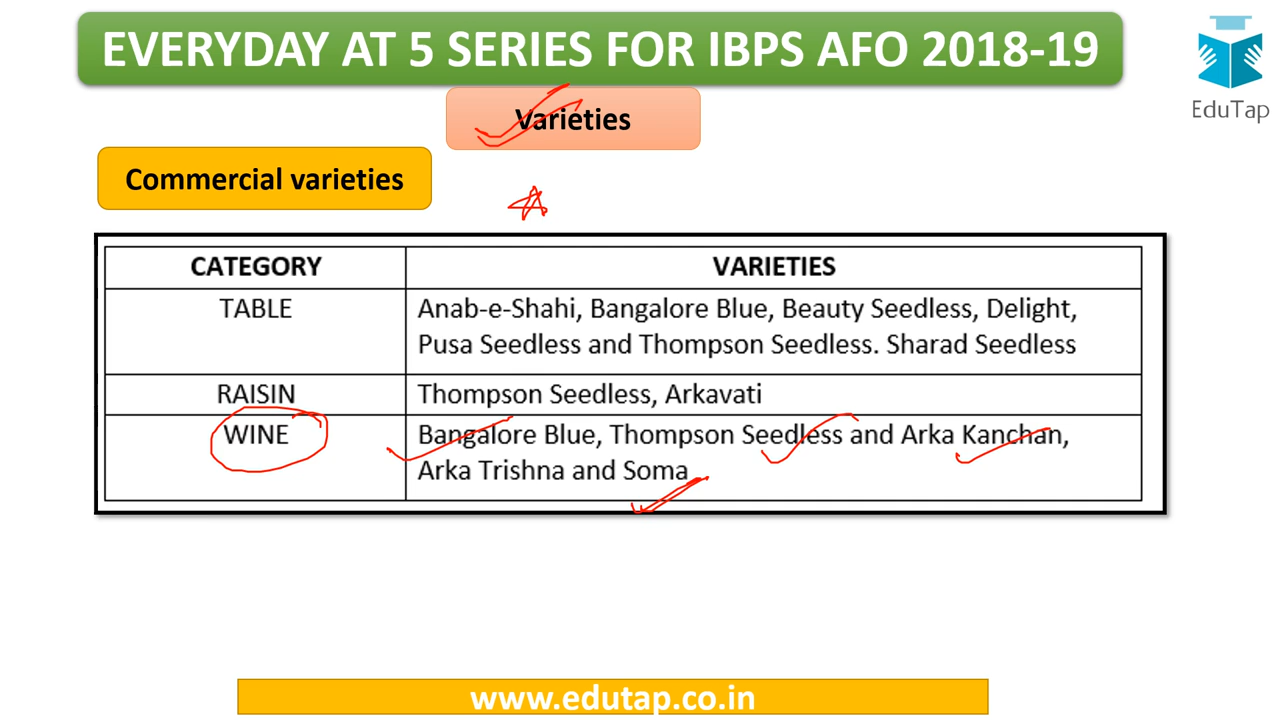 EVERYDAY AT 5 SERIES FOR IBPS AFO 2018-19
EduTap
Varieties
Commercial varieties
CATEGORY VARIETIES
TABLE Anab-e-Shahi, Bangalore Blue, Beauty Seedless, Delight,
Pusa Seedless and Thompson Seedless. Sharad Seedless
RAISIN Thompson Seedless, Arkavati
WINE Bangalore Blue, Thompson Seedless and Arka Kanchan,
Arka Trishna and Soma
www.edutap.co.in